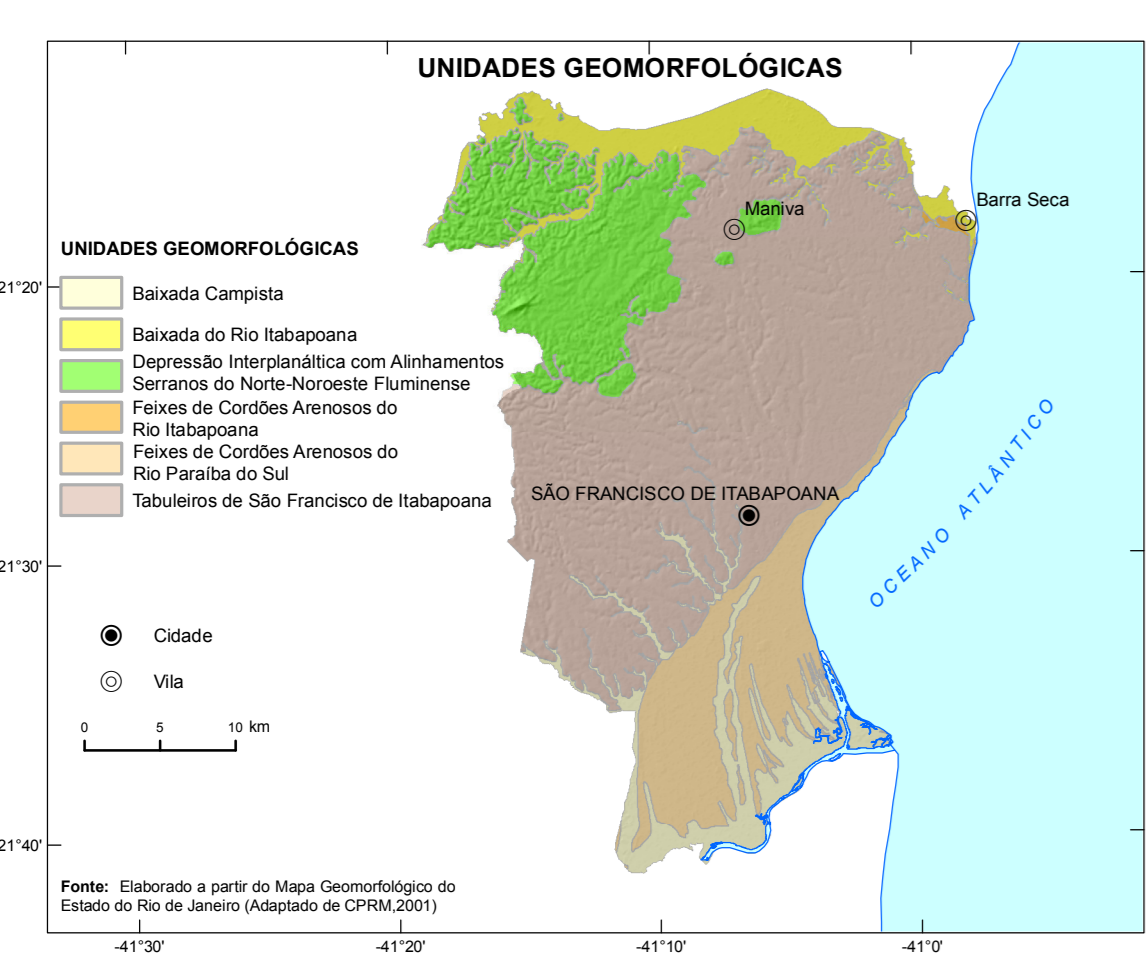 UNIDADES GEOMORFOLÓGICAS
Maniva
Barra Seca
UNIDADES GEOMORFOLÓGICAS
Baixada Campista
Baixada do Rio Itabapoana
Depressão Interplanáltica com Alinhamentos
Serranos do Norte-Noroeste Fluminense
Feixes de Cordões Arenosos do
Rio Itabapoana
Feixes de Cordões Arenosos do
Rio Paraíba do Sul
Tabuleiros de São Francisco de Itabapoana
SÃO FRANCISCO DE ITABAPOANA
OCEANO ATLÂNTICO
Cidade
Vila
0 5 10 km
21°20'
21°30'
21°40'
Fonte: Elaborado a partir do Mapa Geomorfológico do
Estado do Rio de Janeiro (Adaptado de CPRM,2001)
-41°30' -41°20' -41°10' -41°0'